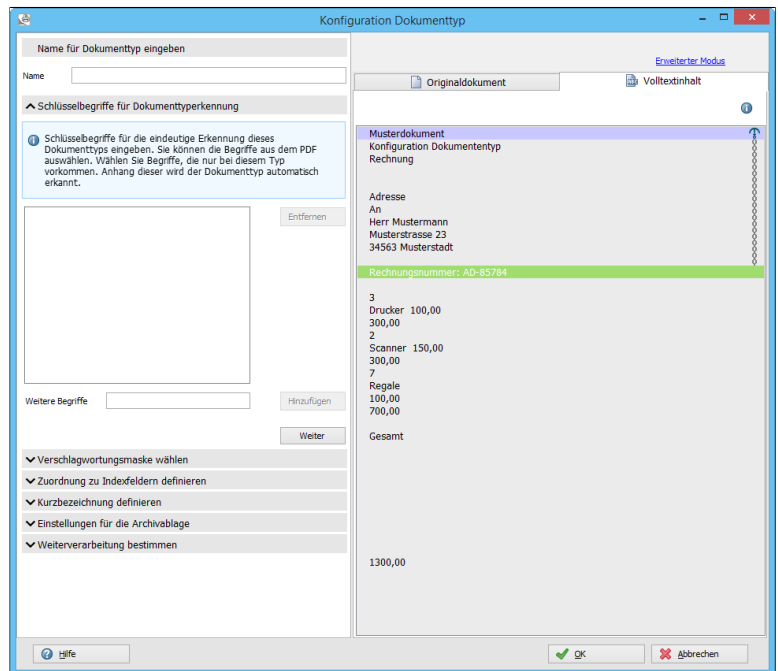 Konfiguration Dokumenttyp
Name für Dokumenttyp eingeben
Name
Schlüsselbegriffe für Dokumenttyperkennung
Schlüsselbegriffe für die eindeutige Erkennung dieses
Dokumenttyps eingeben. Sie können die Begriffe aus dem PDF
auswählen. Wählen Sie Begriffe, die nur bei diesem Typ
vorkommen. Anhang dieser wird der Dokumenttyp automatisch
erkannt.
Entfernen
Weitere Begriffe
Hinzufügen
Weiter
Verschlagwortungsmaske wählen
Zuordnung zu Indexfeldern definieren
Kurzbezeichnung definieren
Einstellungen für die Archivablage
Weiterverarbeitung bestimmen
Erweiterter Modus
Originaldokument
Volltextinhalt
Musterdokument
Konfiguration Dokumententyp
Rechnung
Adresse
An
Herr Mustermann
Musterstrasse 23
34563 Musterstadt
Rechnungsnummer: AD-85784
3
Drucker 100,00
300,00
2
Scanner 150,00
300,00
7
Regale
100,00
700,00
Gesamt
1300,00
Hilfe
OK
Abbrechen